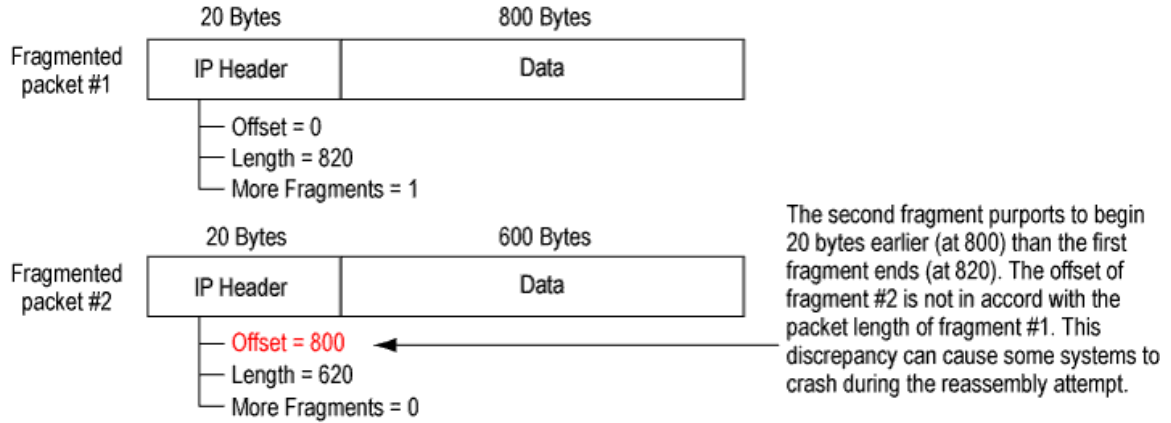 20 Bytes 800 Bytes
Fragmented
packet #1
IP Header Data
Offset = 0
Length = 820
More Fragments = 1
20 Bytes 600 Bytes
Fragmented
packet #2
IP Header Data
Offset = 800
Length = 620
More Fragments = 0
The second fragment purports to begin
20 bytes earlier (at 800) than the first
fragment ends (at 820). The offset of
fragment #2 is not in accord with the
packet length of fragment #1. This
discrepancy can cause some systems to
crash during the reassembly attempt.